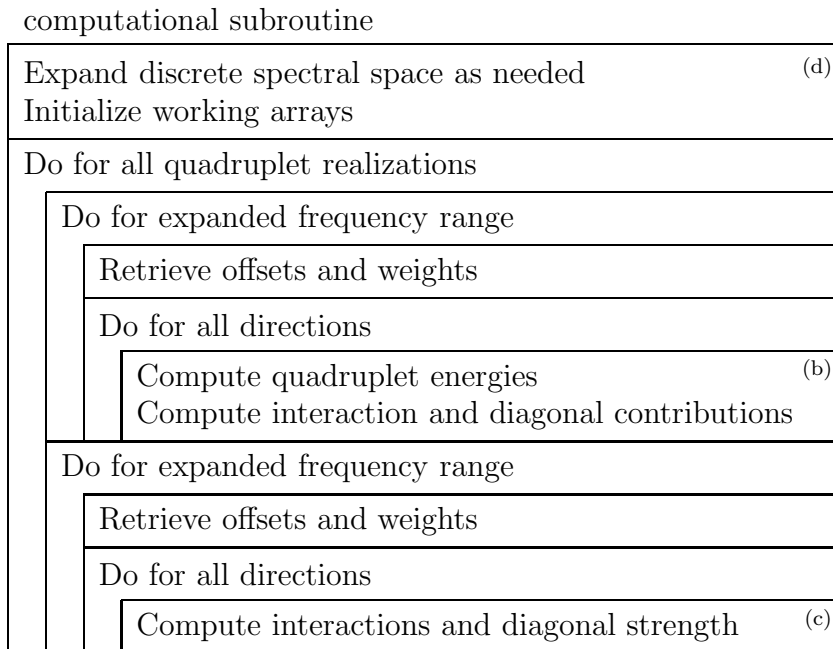 computational subroutine
Expand discrete spectral space as needed (d)
Initialize working arrays
Do for all quadruplet realizations
Do for expanded frequency range
Retrieve offsets and weights
Do for all directions
Compute quadruplet energies (b)
Compute interaction and diagonal contributions
Do for expanded frequency range
Retrieve offsets and weights
Do for all directions
Compute interactions and diagonal strength (c)